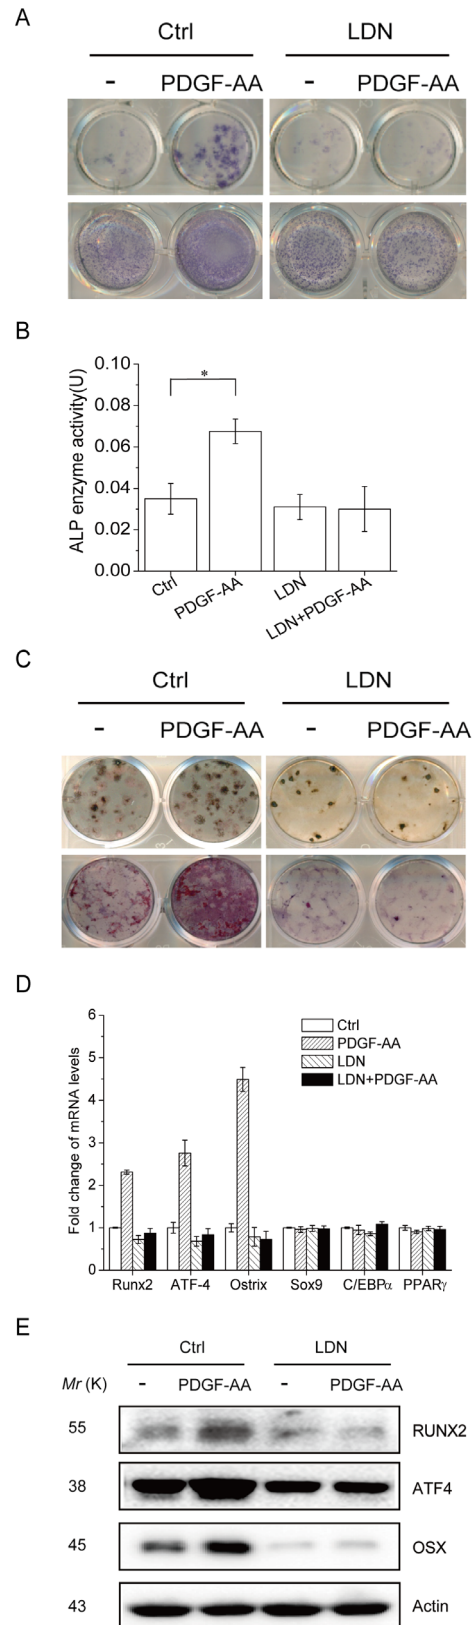 A
Ctrl LDN
- PDGF-AA - PDGF-AA
B
ALP enzyme activity(U)
0.10
0.08
0.06
0.04
0.02
0.00
*
Ctrl PDGF-AA LDN LDN+PDGF-AA
C
Ctrl LDN
- PDGF-AA - PDGF-AA
D
Fold change of mRNA levels
6
5
4
3
2
1
0
Ctrl
PDGF-AA
LDN
LDN+PDGF-AA
Runx2 ATF-4 Ostrix Sox9 C/EBPα PPARγ
E
Ctrl LDN
Mr (K) - PDGF-AA - PDGF-AA
55 RUNX2
38 ATF4
45 OSX
43 Actin